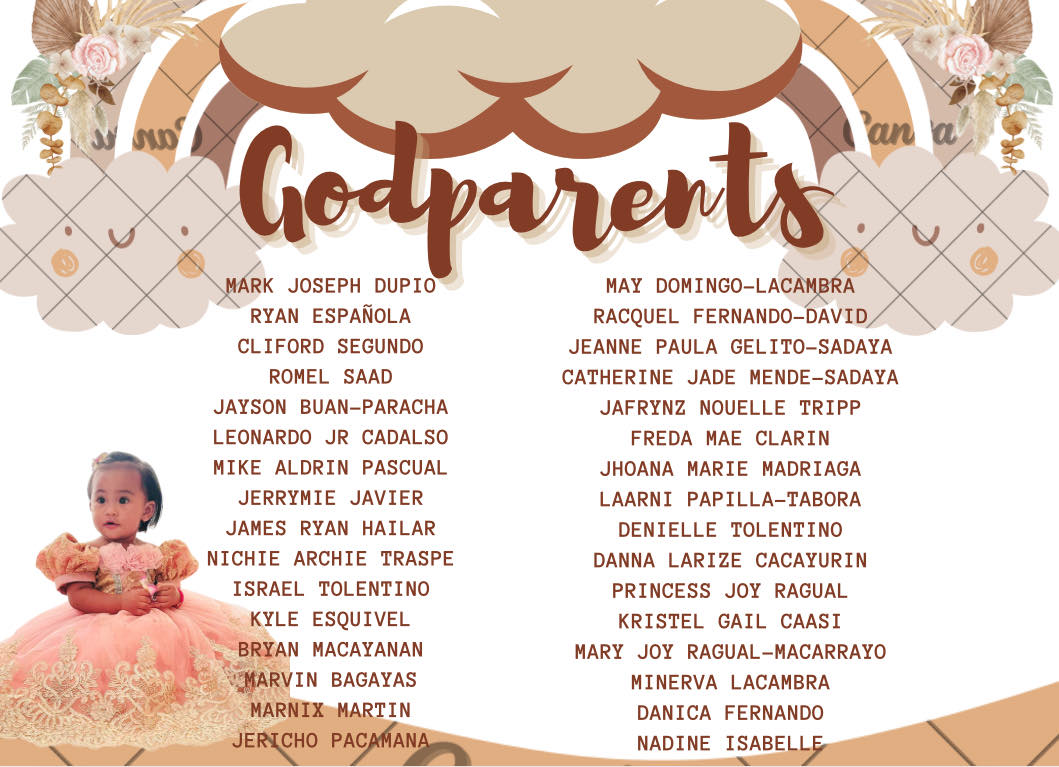 Canva
Canva
Godparents
MARK JOSEPH DUPIO
RYAN ESPAÑOLA
CLIFORD SEGUNDO
ROMEL SAAD
JAYSON BUAN-PARACHA
LEONARDO JR CADALSO
MIKE ALDRIN PASCUAL
JERRYMIE JAVIER
JAMES RYAN HAILAR
NICHIE ARCHIE TRASPE
ISRAEL TOLENTINO
KYLE ESQUIVEL
BRYAN MACAYANAN
MARVIN BAGAYAS
MARNIX MARTIN
JERICHO PACAMANA
MAY DOMINGO-LACAMBRA
RACQUEL FERNANDO-DAVID
JEANNE PAULA GELITO-SADAYA
CATHERINE JADE MENDE-SADAYA
JAFRYNZ NOUELLE TRIPP
FREDA MAE CLARIN
JHOANA MARIE MADRIAGA
LAARNI PAPILLA-TABORA
DENIELLE TOLENTINO
DANNA LARIZE CACAYURIN
PRINCESS JOY RAGUAL
KRISTEL GAIL CAASI
MARY JOY RAGUAL-MACARRAYO
MINERVA LACAMBRA
DANICA FERNANDO
NADINE ISABELLE